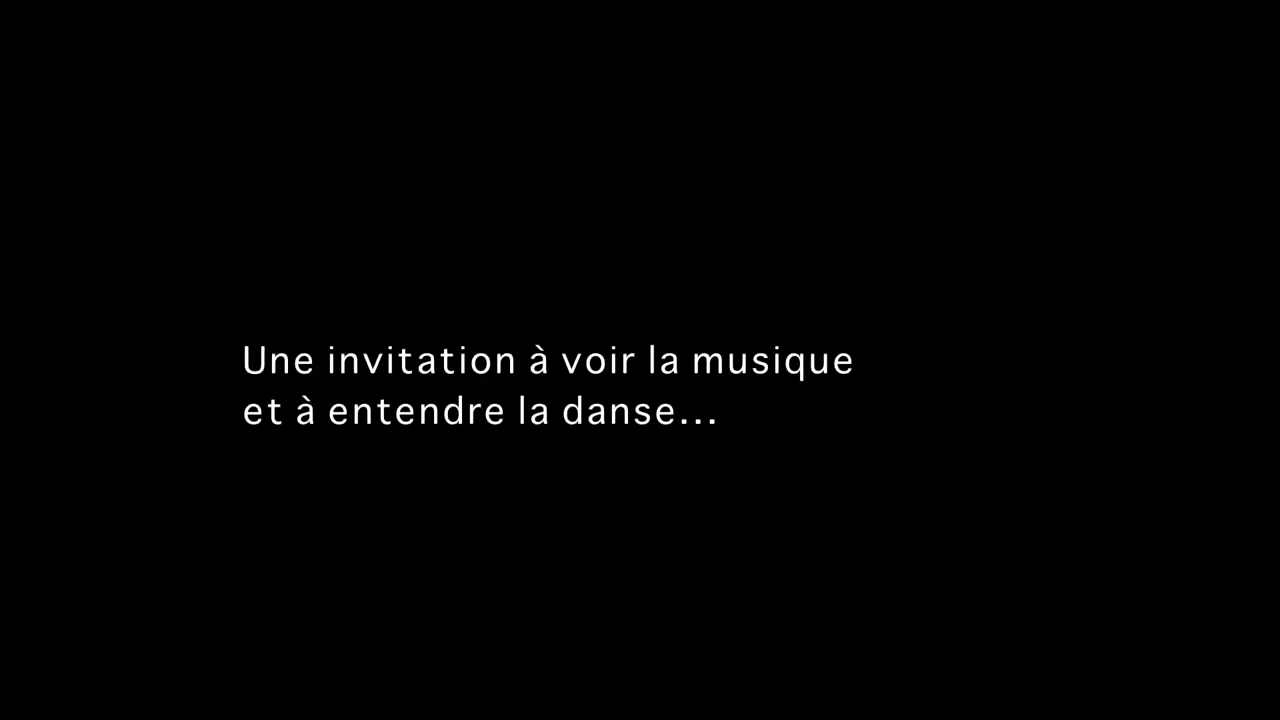 Une invitation à voir la musique
et à entendre la danse...